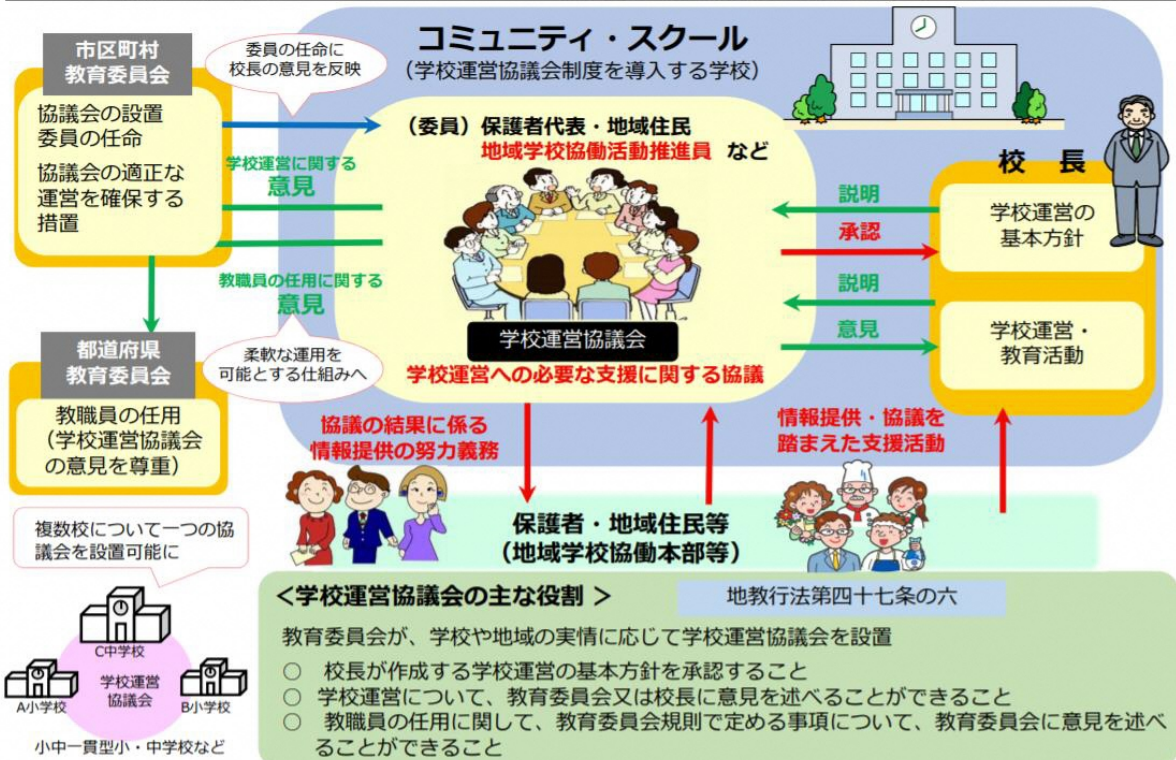 コミュニティ・スクール
(学校運営協議会制度を導入する学校)
市区町村
教育委員会
協議会の設置
委員の任命
協議会の適正な
運営を確保する
措置
委員の任命に
校長の意見を反映
学校運営に関する
意見
教職員の任用に関する
意見
柔軟な運用を
可能とする仕組みへ
都道府県
教育委員会
教職員の任用
(学校運営協議会
の意見を尊重)
(委員)保護者代表・地域住民
地域学校協働活動推進員 など
学校運営協議会
学校運営への必要な支援に関する協議
校 長
学校運営の
基本方針
学校運営・
教育活動
説明
承認
説明
意見
協議の結果に係る
情報提供の努力義務
情報提供・協議を
踏まえた支援活動
保護者・地域住民等
(地域学校協働本部等)
複数校について一つの協
議会を設置可能に
C中学校
A小学校
学校運営
協議会
B小学校
小中一貫型小・中学校など
<学校運営協議会の主な役割 >
地教行法第四十七条の六
教育委員会が、学校や地域の実情に応じて学校運営協議会を設置
○ 校長が作成する学校運営の基本方針を承認すること
○ 学校運営について、教育委員会又は校長に意見を述べることができること
○ 教職員の任用に関して、教育委員会規則で定める事項について、教育委員会に意見を述べ
ることができること